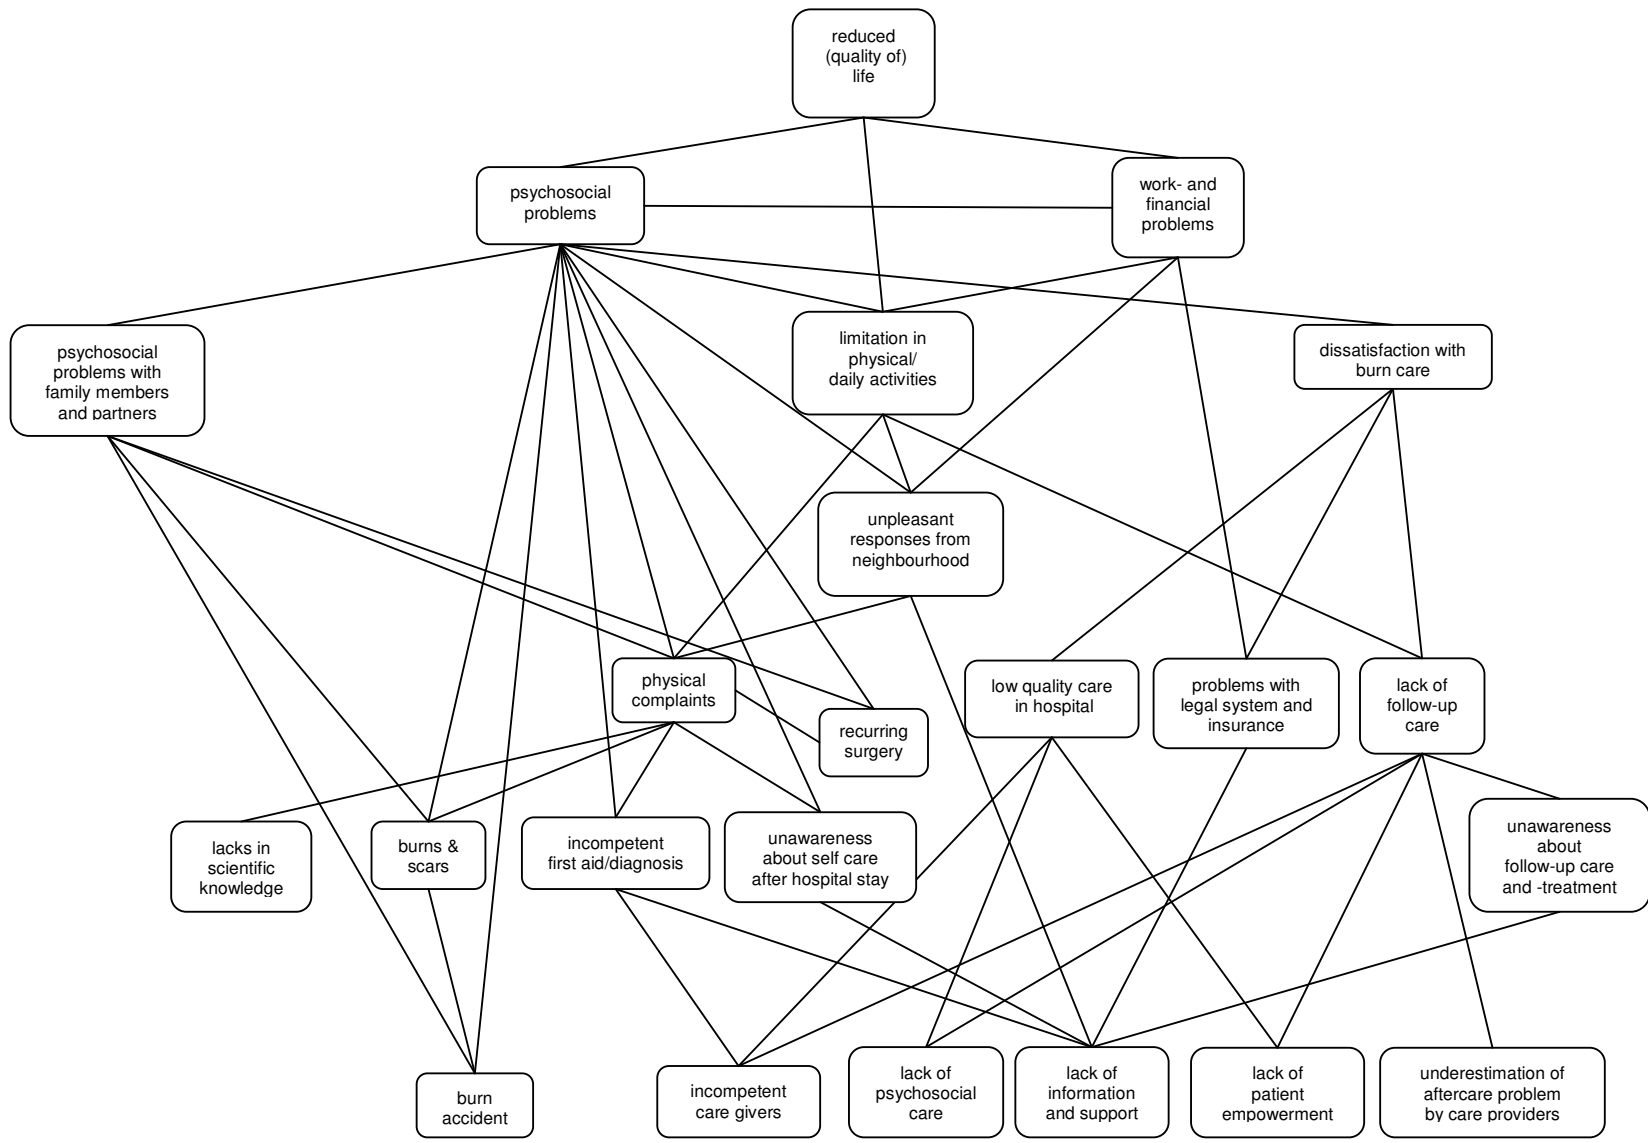 reduced
(quality of)
life
psychosocial
problems
work- and
financial
problems
psychosocial
problems with
family members
and partners
limitation in
physical/
daily activities
dissatisfaction with
burn care
unpleasant
responses from
neighbourhood
physical
complaints
recurring
surgery
low quality care
in hospital
problems with
legal system and
insurance
lack of
follow-up
care
lacks in
scientific
knowledge
burns &
scars
incompetent
first aid/diagnosis
unawareness
about self care
after hospital stay
unawareness
about
follow-up care
and -treatment
burn
accident
incompetent
care givers
lack of
psychosocial
care
lack of
information
and support
lack of
patient
empowerment
underestimation of
aftercare problem
by care providers